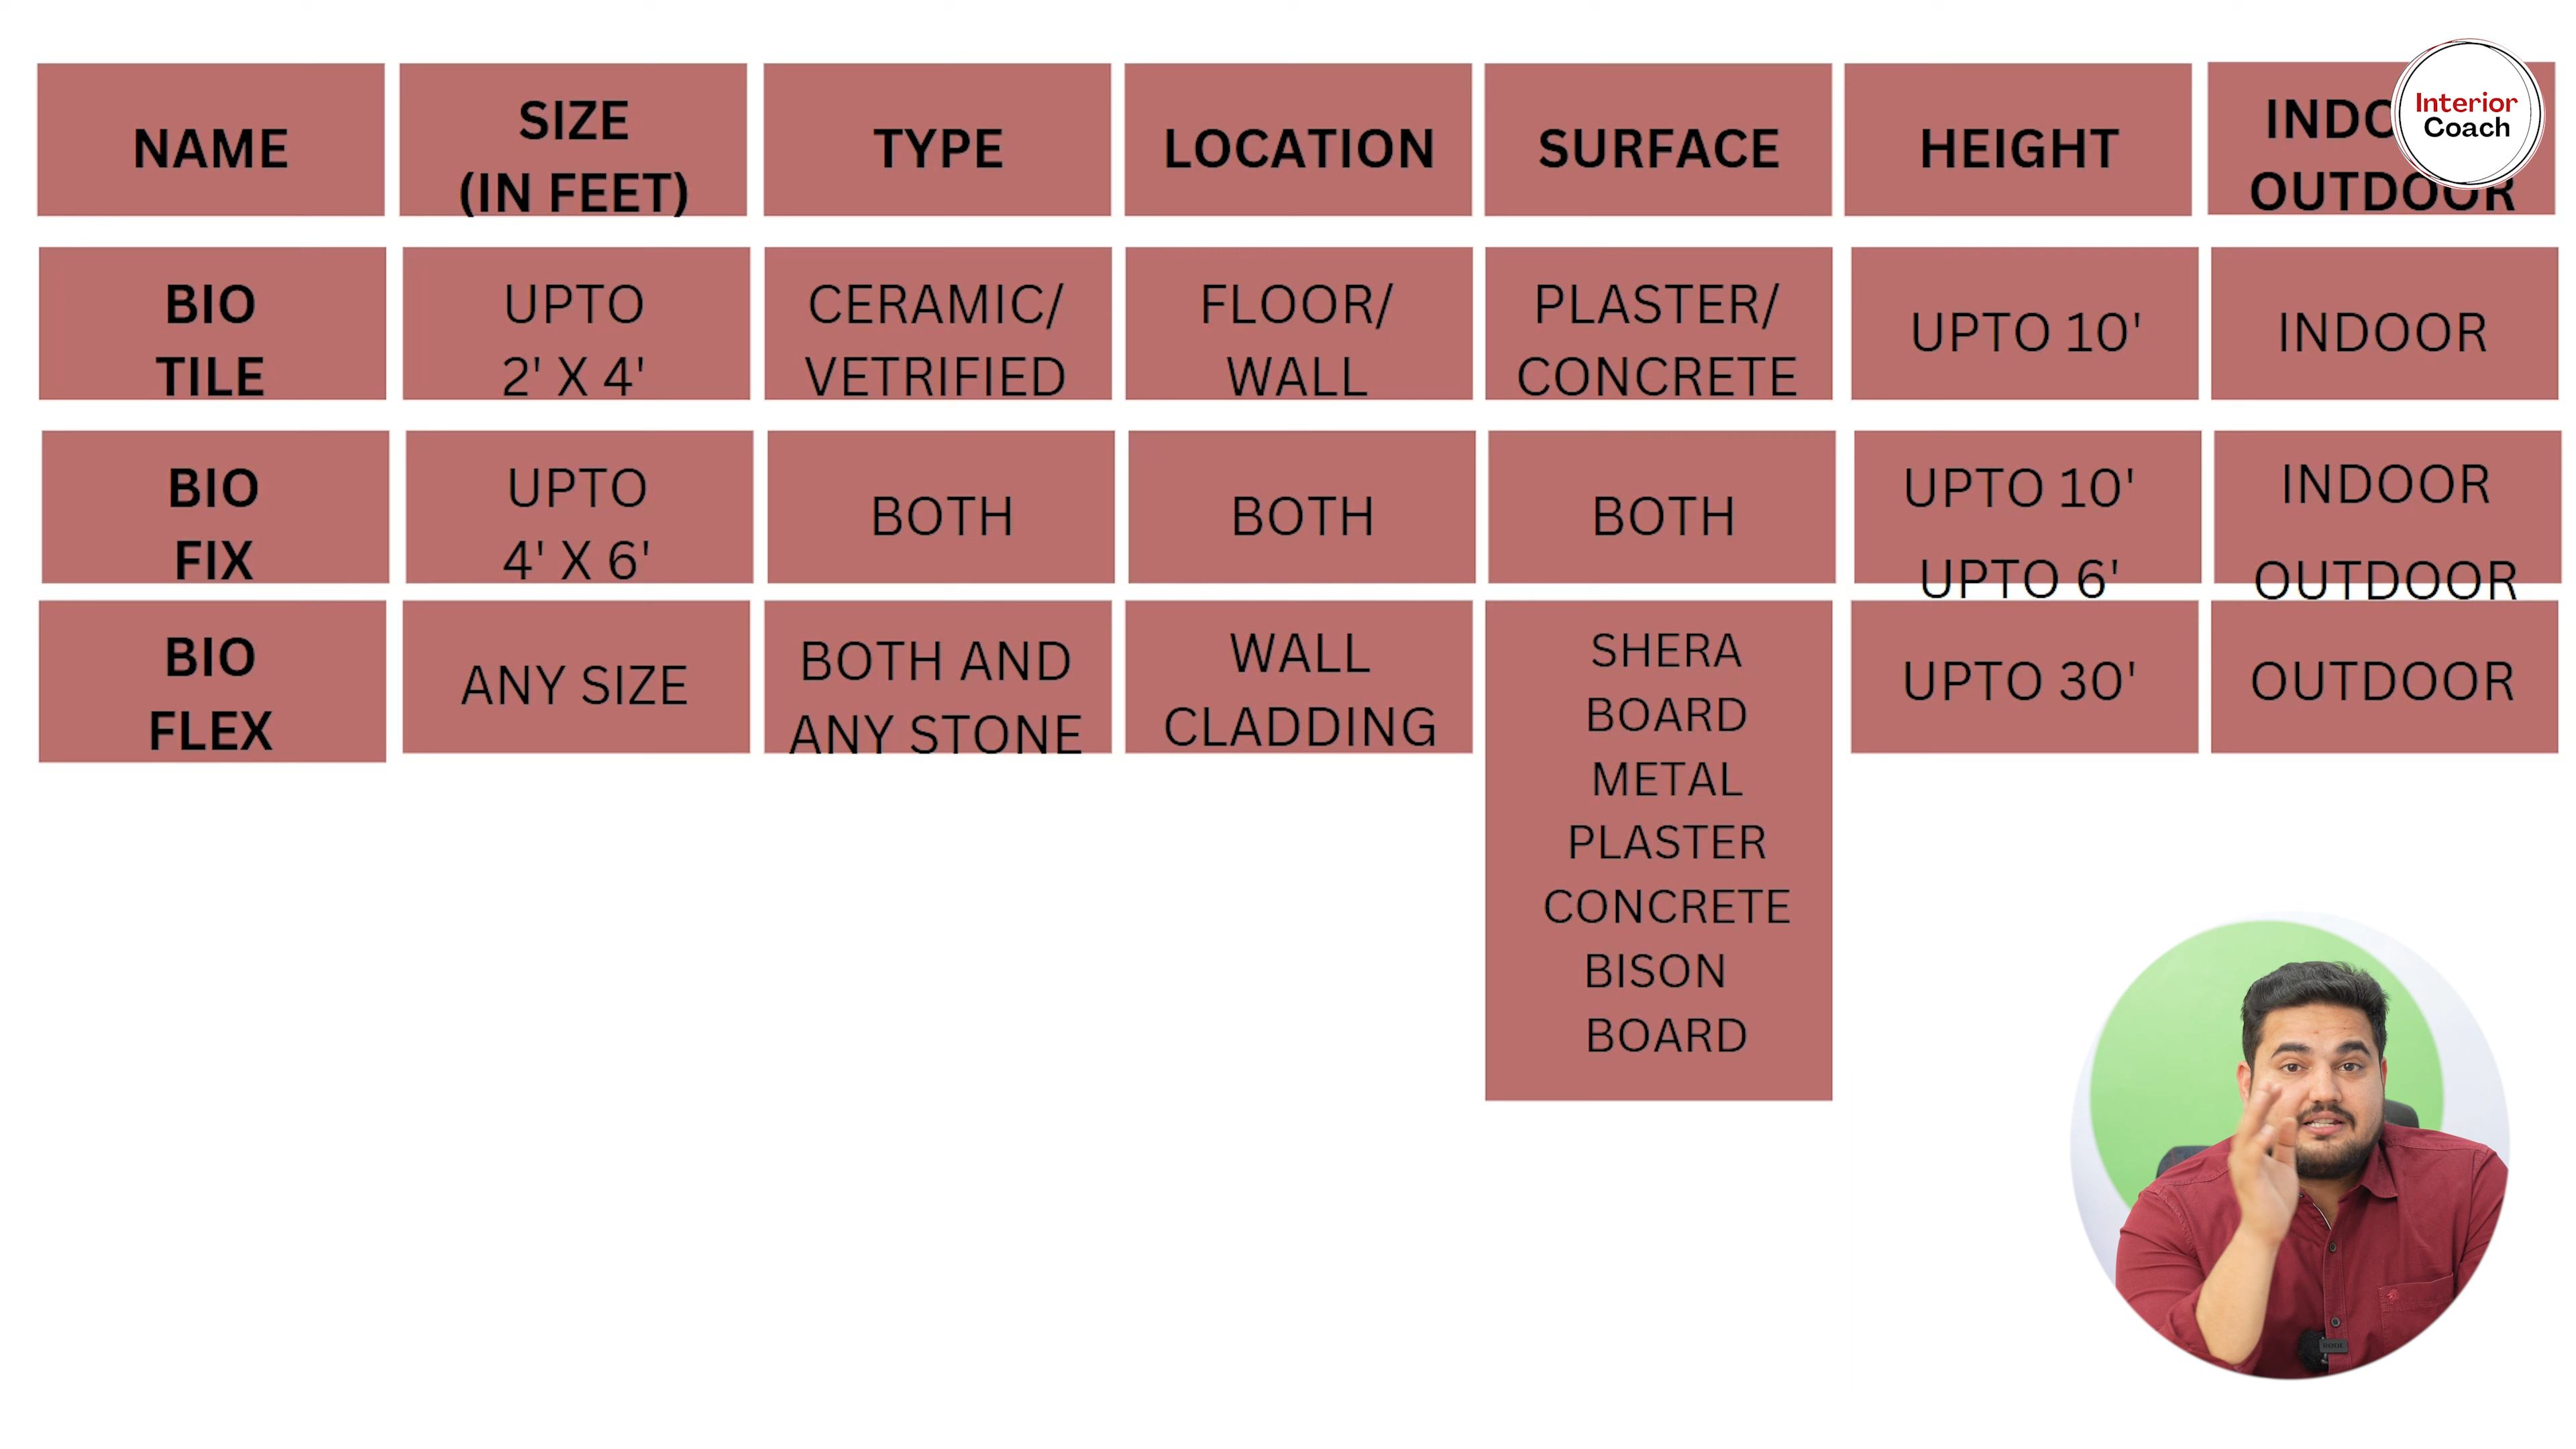 NAME
SIZE
(IN FEET)
TYPE
LOCATION
SURFACE
HEIGHT
OUTDOOR
Interior
Coach
BIO
TILE
UPTO
2' X 4'
CERAMIC/
VETRIFIED
FLOOR/
WALL
PLASTER/
CONCRETE
UPTO 10'
INDOOR
BIO
FIX
UPTO
4' X 6'
BOTH
BOTH
BOTH
UPTO 10'
UPTO 6'
INDOOR
OUTDOOR
BIO
FLEX
ANY SIZE
BOTH AND
ANY STONE
WALL
CLADDING
SHERA
BOARD
METAL
PLASTER
CONCRETE
BISON
BOARD
UPTO 30'
OUTDOOR